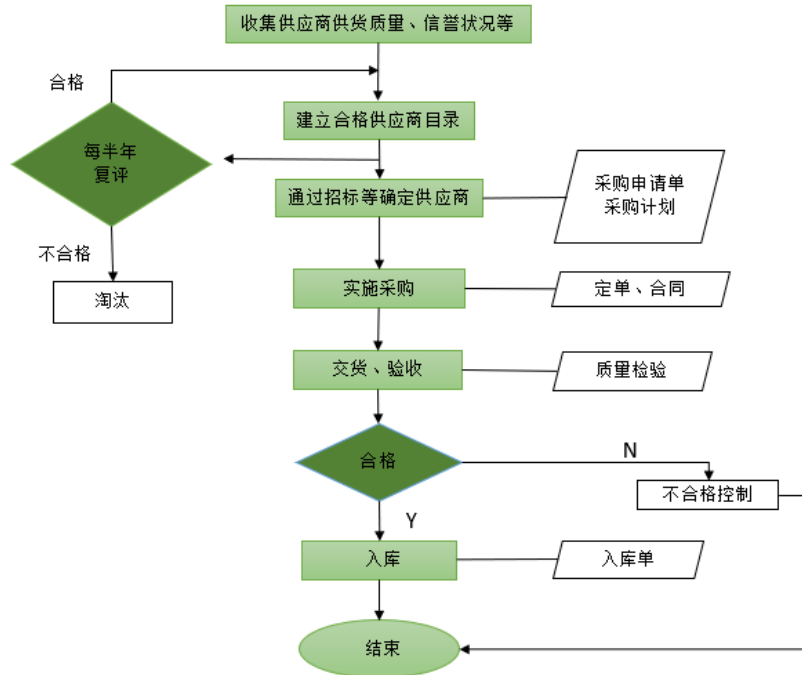 收集供应商供货质量、信誉状况等
合格
建立合格供应商目录
每半年
复评
通过招标等确定供应商
采购申请单
采购计划
不合格
淘汰
实施采购
定单、合同
交货、验收
质量检验
合格
N
不合格控制
Y
入库
入库单
结束